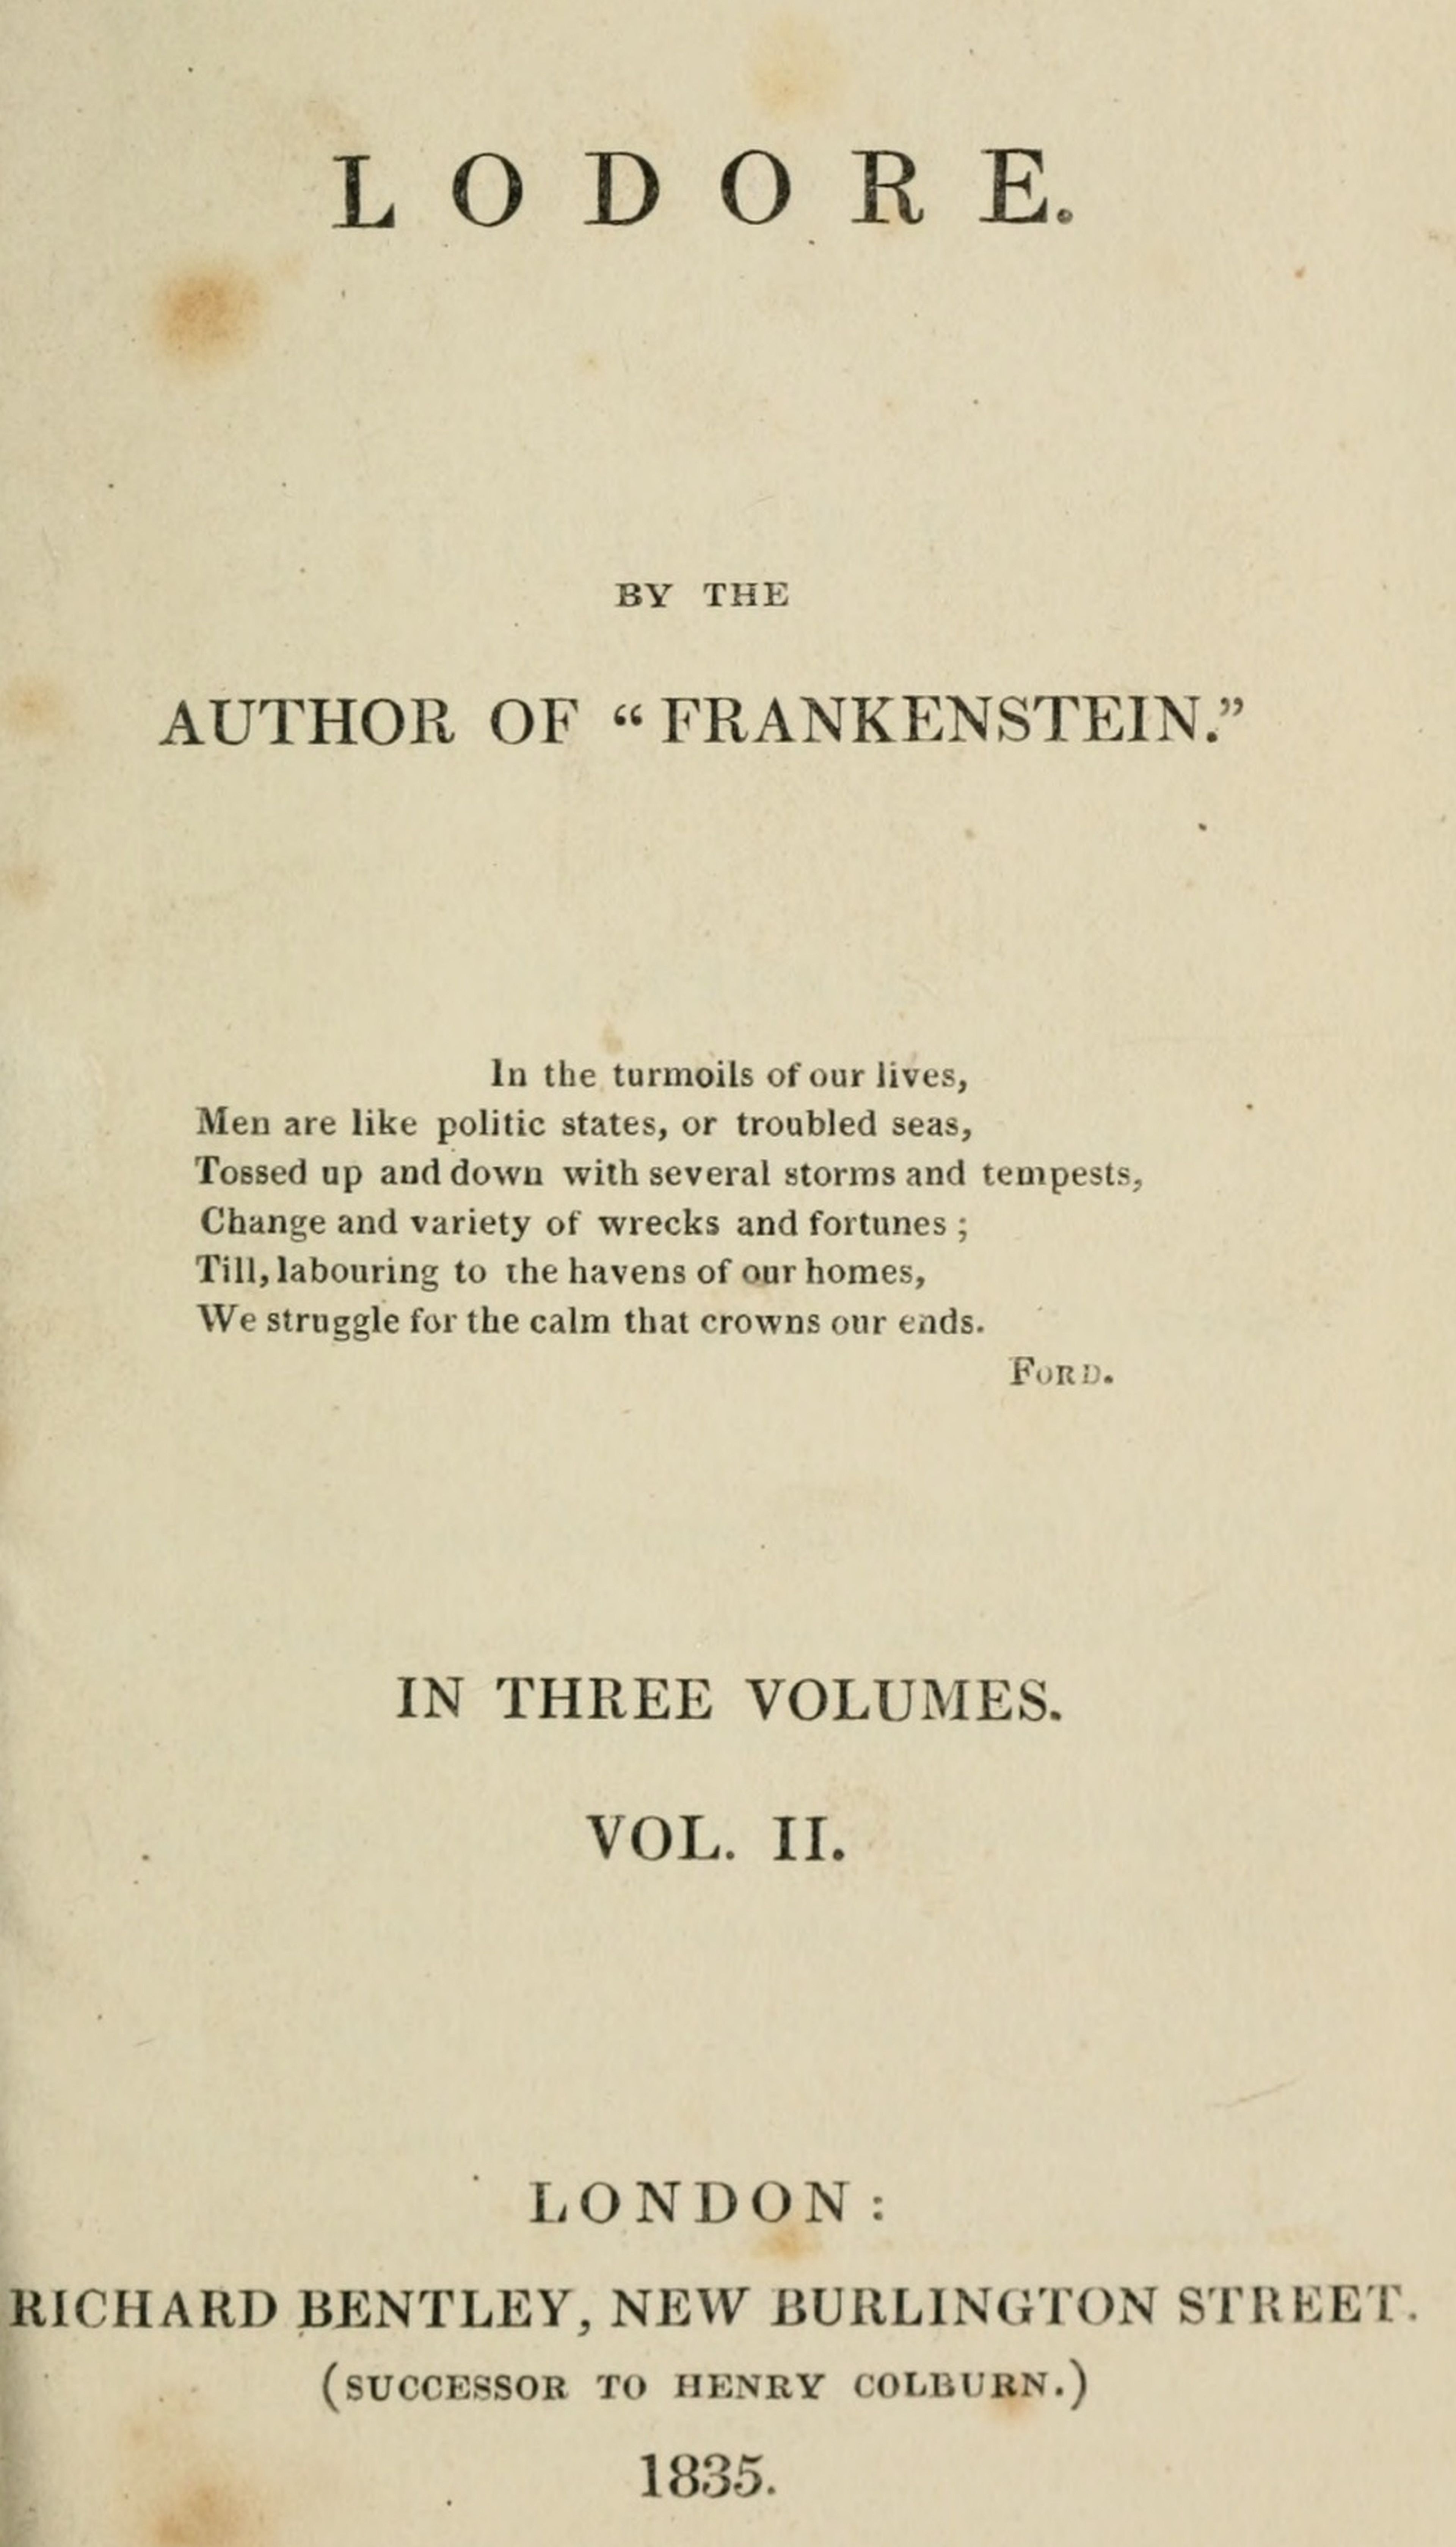 LODORE.
BY THE
AUTHOR OF “FRANKENSTEIN.”
In the turmoils of our lives,
Men are like politic states, or troubled seas,
Tossed up and down with several storms and tempests,
Change and variety of wrecks and fortunes ;
Till, labouring to the havens of our homes,
We struggle for the calm that crowns our ends.
FORD.
IN THREE VOLUMES.
VOL. II.
LONDON:
RICHARD BENTLEY, NEW BURLINGTON STREET.
(SUCCESSOR TO HENRY COLBURN.)
1835.